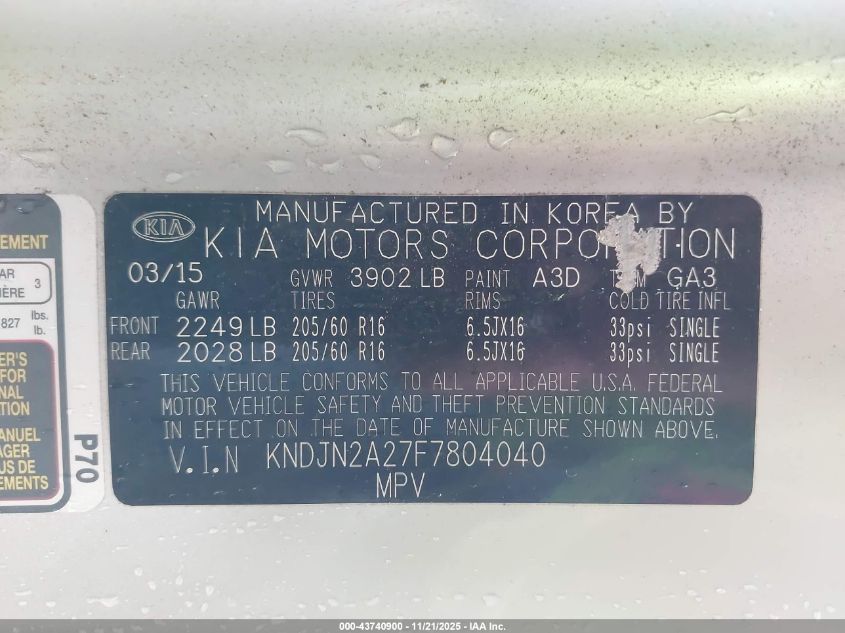 MANUFACTURED IN KOREA BY
KIA
KIA MOTORS CORPORATION
03/15 GVWR 3902 LB PAINT A3D TRIM GA3
GAWR TIRES RIMS COLD TIRE INFL
FRONT 2249 LB 205/60 R16 6.5JX16 33psi SINGLE
REAR 2028 LB 205/60 R16 6.5JX16 33psi SINGLE
THIS VEHICLE CONFORMS TO ALL APPLICABLE U.S.A. FEDERAL
MOTOR VEHICLE SAFETY AND THEFT PREVENTION STANDARDS
IN EFFECT ON THE DATE OF MANUFACTURE SHOWN ABOVE.
V.I.N KNDJN2A27F7804040
MPV
3
827 lbs.
lb.
P70
000-43740900 - 11/21/2025 - IAA Inc.